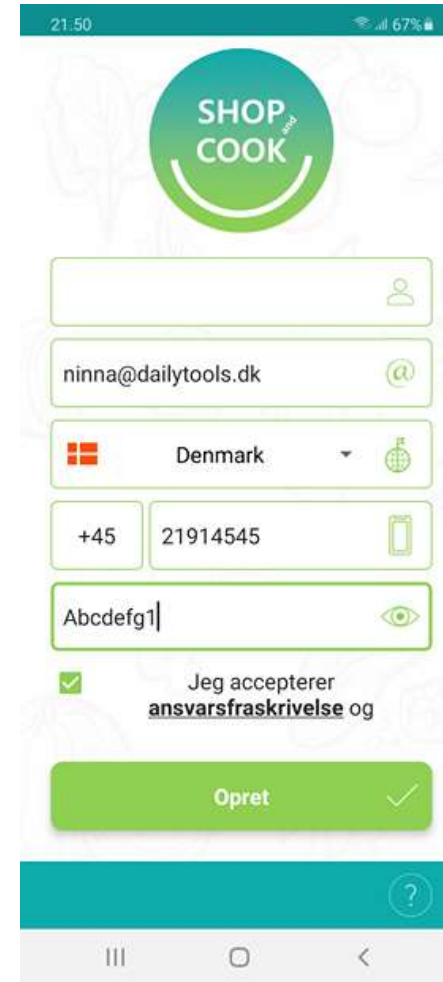 21.50 67%
SHOP
and
COOK
ninna@dailytools.dk @
Denmark
+45 21914545
Abcdefg1
Jeg accepterer
ansvarsfraskrivelse og
Opret
?